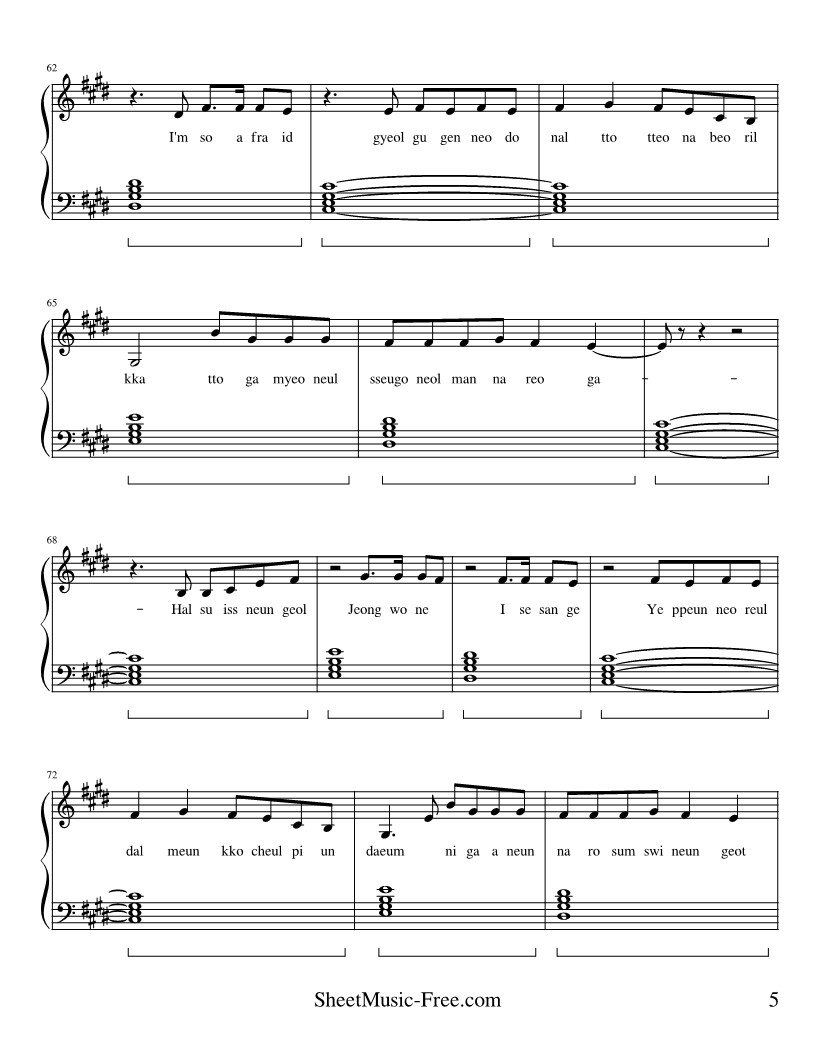 62
I'm so a fra id gyeol gu gen neo do nal tto tteo na beo ril
65
kka tto ga myeo neul sseugo neol man na reo ga - -
68
- Hal su iss neun geol Jeong wo ne I se san ge Ye ppeun neo reul
72
dal meun kko cheul pi un daeum ni ga a neun na ro sum swi neun geot
SheetMusic-Free.com 5